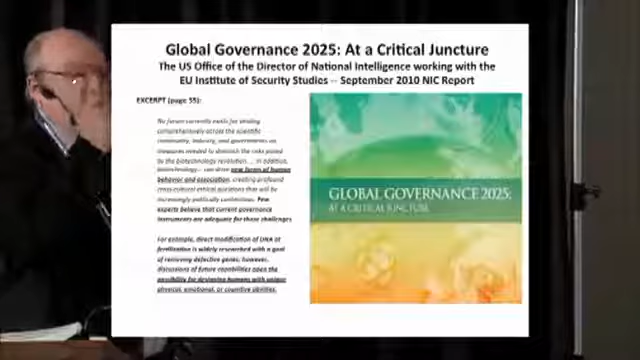 Global Governance 2025: At a Critical Juncture
The US Office of the Director of National Intelligence working with the
EU Institute of Security Studies -- September 2010 NIC Report
EXCERPT (page 35):
No forum currently exists for dealing
comprehensively across the scientific
community, industry, and governments on
measures needed to diminish the risks posed
by the biotechnology revolution. ... In addition,
biotechnology-- can drive new forms of human
behavior and association, creating profound
cross-cultural ethical questions that will be
increasingly politically contentious. Few
experts believe that current governance
instruments are adequate for those challenges
For example, direct modification of DNA at
fertilization is widely researched with a goal
of removing defective genes; however,
discussions of future capabilities open the
possibility for designing humans with unique
physical, emotional, or cognitive abilities.
GLOBAL GOVERNANCE 2025:
AT A CRITICAL JUNCTURE